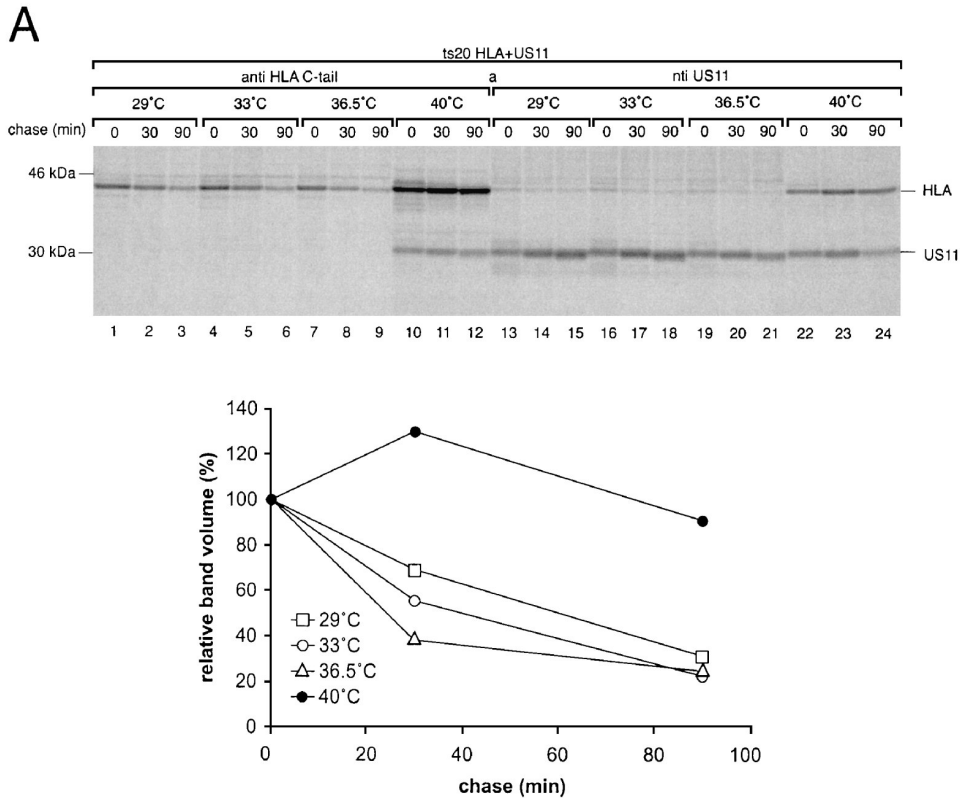 A
ts20 HLA+US11
anti HLA C-tail a nti US11
29˚C 33˚C 36.5˚C 40˚C 29˚C 33˚C 36.5˚C 40˚C
chase (min) 0 30 90 0 30 90 0 30 90 0 30 90 0 30 90 0 30 90 0 30 90 0 30 90
46 kDa
HLA
30 kDa
US11
1 2 3 4 5 6 7 8 9 10 11 12 13 14 15 16 17 18 19 20 21 22 23 24
relative band volume (%)
140
120
100
80
60
40
20
0
29˚C
33˚C
36.5˚C
40˚C
0 20 40 60 80 100
chase (min)